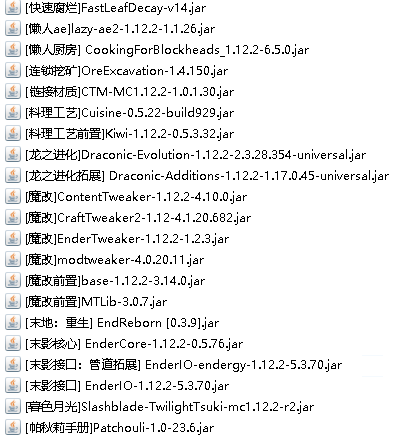 [快速腐烂]FastLeafDecay-v14.jar
[懒人ae]lazy-ae2-1.12.2-1.1.26.jar
[懒人厨房] CookingForBlockheads_1.12.2-6.5.0.jar
[连锁挖矿]OreExcavation-1.4.150.jar
[链接材质]CTM-MC1.12.2-1.0.1.30.jar
[料理工艺]Cuisine-0.5.22-build929.jar
[料理工艺前置]Kiwi-1.12.2-0.5.3.32.jar
[龙之进化]Draconic-Evolution-1.12.2-2.3.28.354-universal.jar
[龙之进化拓展] Draconic-Additions-1.12.2-1.17.0.45-universal.jar
[魔改]ContentTweaker-1.12.2-4.10.0.jar
[魔改]CraftTweaker2-1.12-4.1.20.682.jar
[魔改]EnderTweaker-1.12.2-1.2.3.jar
[魔改]modtweaker-4.0.20.11.jar
[魔改前置]base-1.12.2-3.14.0.jar
[魔改前置]MTLib-3.0.7.jar
[末地：重生] EndReborn [0.3.9].jar
[末影核心] EnderCore-1.12.2-0.5.76.jar
[末影接口：管道拓展] EnderIO-endergy-1.12.2-5.3.70.jar
[末影接口] EnderIO-1.12.2-5.3.70.jar
[暮色月光]Slashblade-TwilightTsuki-mc1.12.2-r2.jar
[帕秋莉手册]Patchouli-1.0-23.6.jar